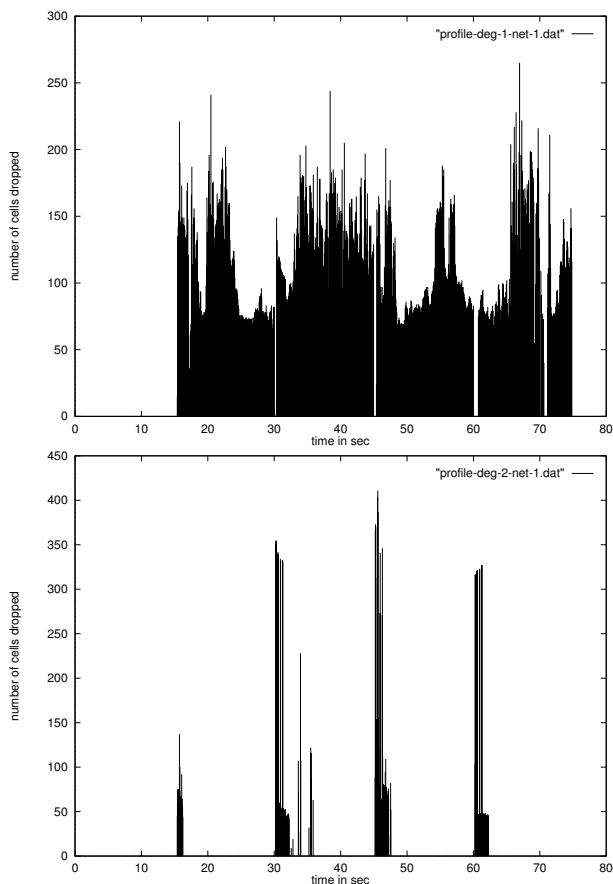 300
250
200
150
100
50
0
number of cells dropped
"profile-deg-1-net-1.dat"
0 10 20 30 40 50 60 70 80
time in sec
450
400
350
300
250
200
150
100
50
0
number of cells dropped
"profile-deg-2-net-1.dat"
0 10 20 30 40 50 60 70 80
time in sec